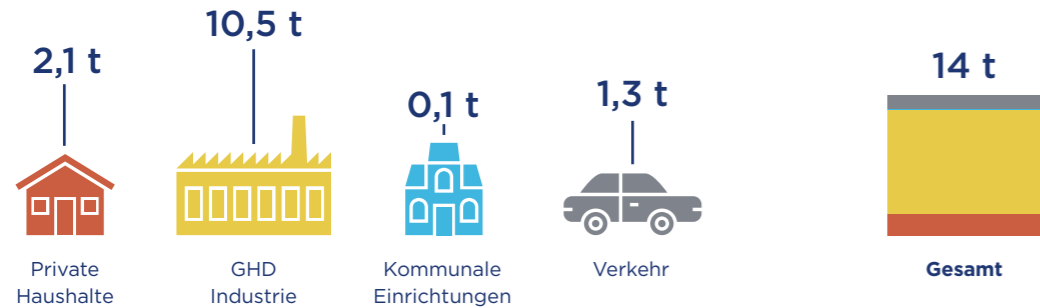 2,1 t
10,5 t
0,1 t
1,3 t
14 t
Private
Haushalte
GHD
Industrie
Kommunale
Einrichtungen
Verkehr
Gesamt